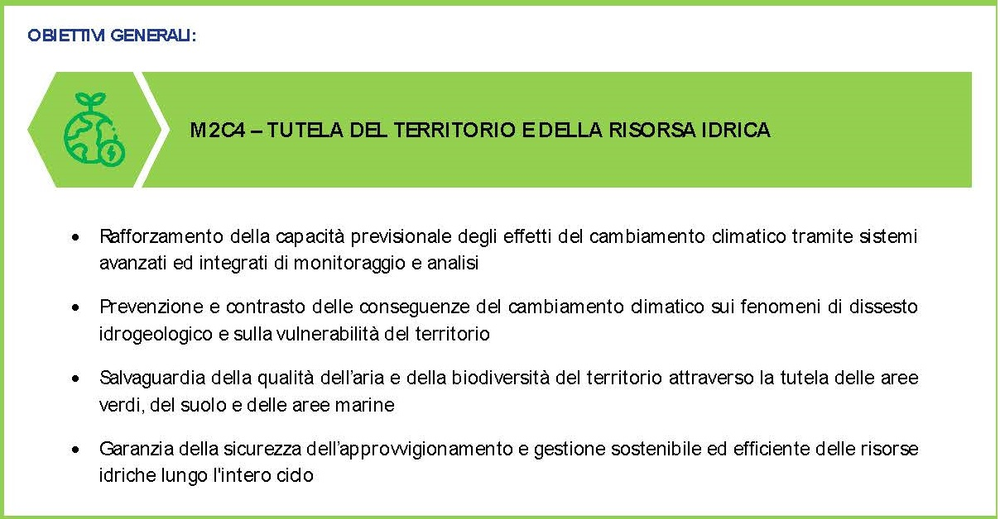 OBIETTIVI GENERALI:
M2C4 – TUTELA DEL TERRITORIO E DELLA RISORSA IDRICA
• Rafforzamento della capacità previsionale degli effetti del cambiamento climatico tramite sistemi
avanzati ed integrati di monitoraggio e analisi
• Prevenzione e contrasto delle conseguenze del cambiamento climatico sui fenomeni di dissesto
idrogeologico e sulla vulnerabilità del territorio
• Salvaguardia della qualità dell’aria e della biodiversità del territorio attraverso la tutela delle aree
verdi, del suolo e delle aree marine
• Garanzia della sicurezza dell’approvvigionamento e gestione sostenibile ed efficiente delle risorse
idriche lungo l'intero ciclo